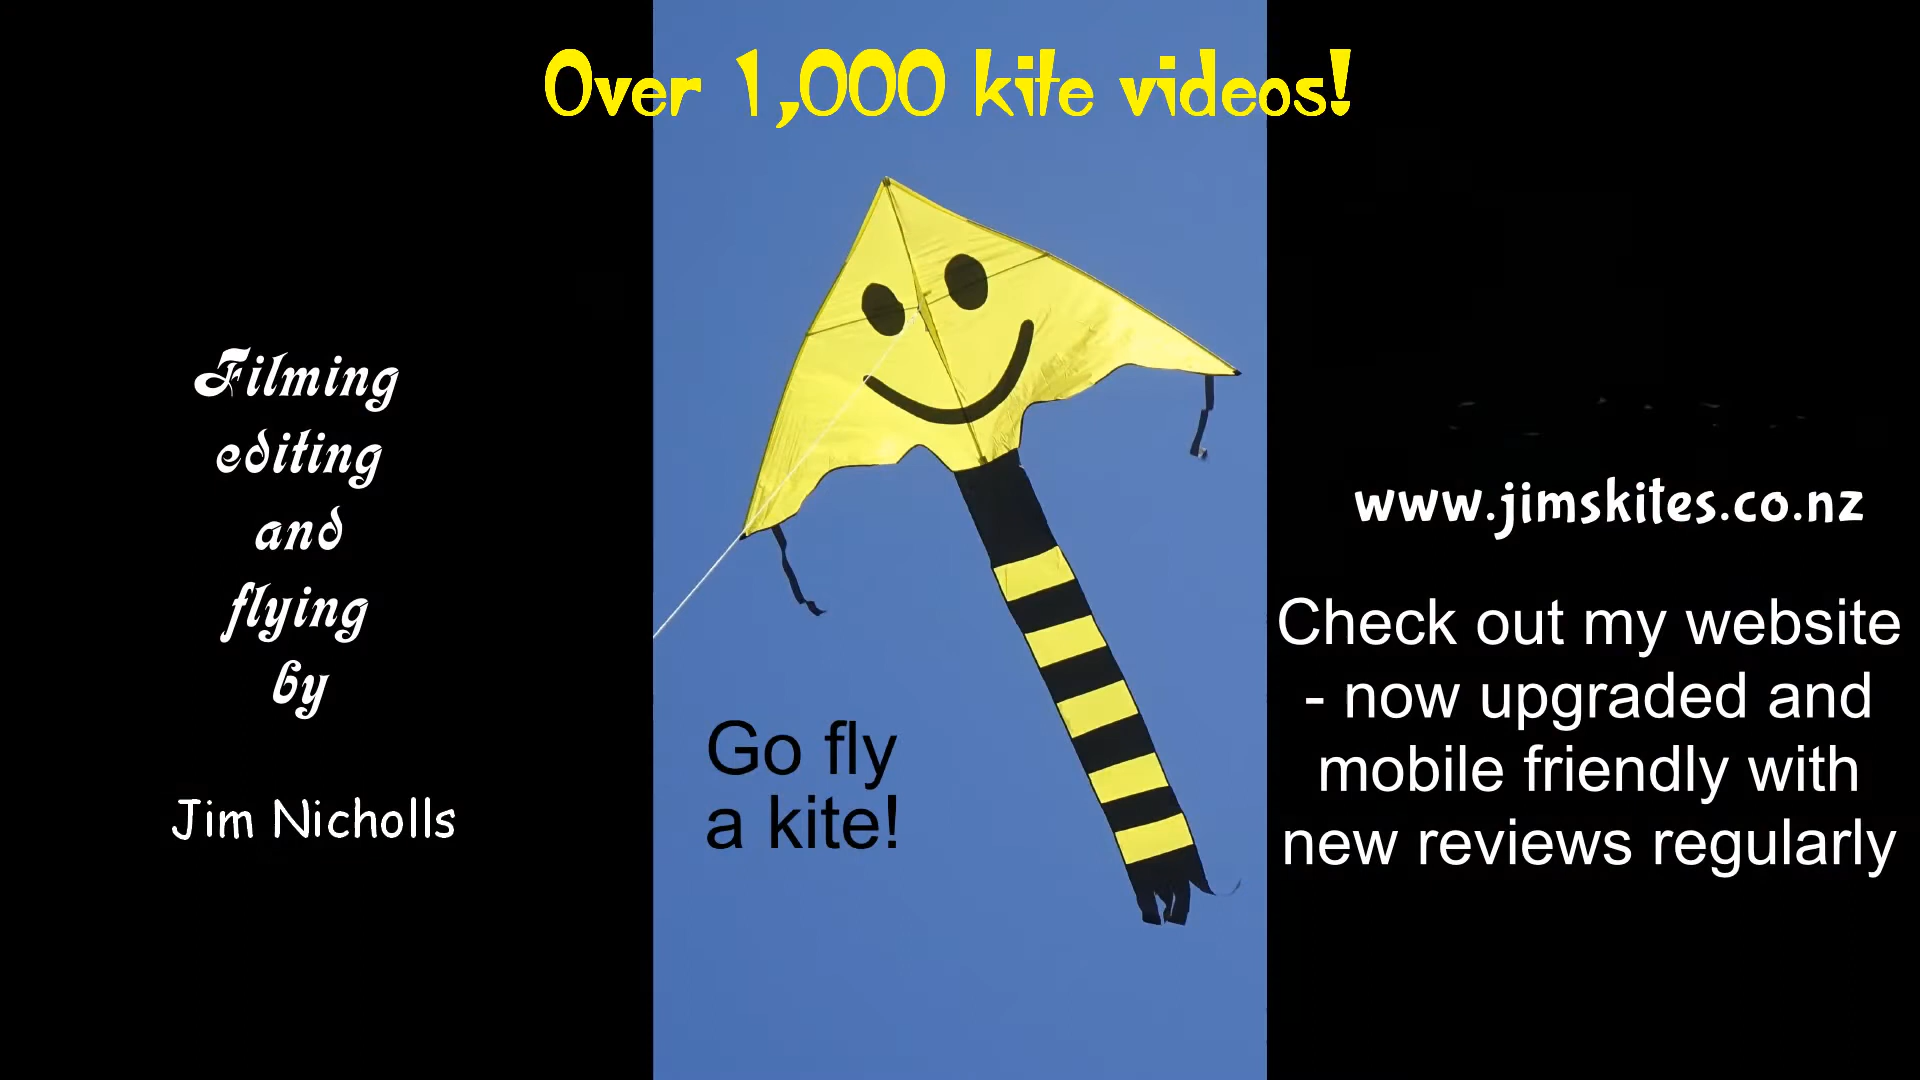 Over 1,000 kite videos!
Filming
editing
and
flying
by
Jim Nicholls
Go fly
a kite!
www.jimskites.co.nz
Check out my website
- now upgraded and
mobile friendly with
new reviews regularly